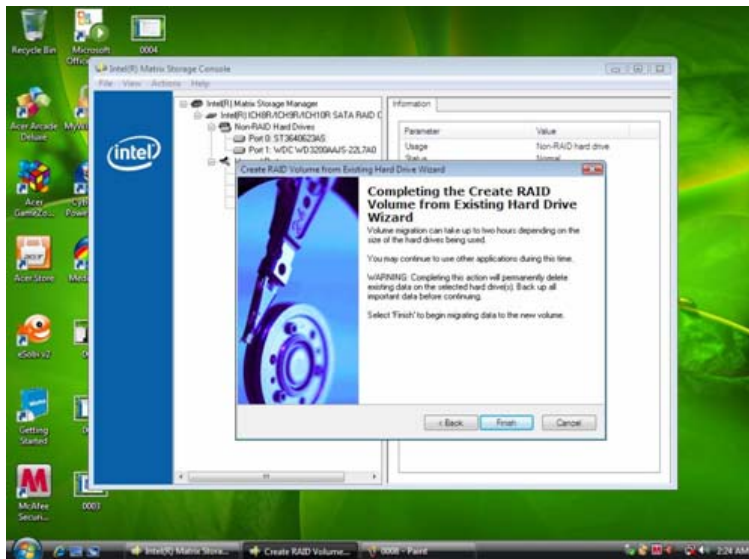 Recycle Bin
Microsoft
Office
0004
Intel(R) Matrix Storage Console
File View Actions Help
Intel(R) Matrix Storage Manager
Intel(R) ICH8R/ICH9R/ICH10R SATA RAID C
Non-RAID Hard Drives
Port 0: ST3640623AS
Port 1: WDC WD3200AAJS-22L7A0
Information
Parameter Value
Usage Non-RAID hard drive
Status Normal
intel
Acer Arcade
Deluxe
Create RAID Volume from Existing Hard Drive Wizard
Completing the Create RAID
Volume from Existing Hard Drive
Wizard
Volume migration can take up to two hours depending on the
size of the hard drives being used.
You may continue to use other applications during this time.
WARNING: Completing this action will permanently delete
existing data on the selected hard drive(s). Back up all
important data before continuing.
Select 'Finish' to begin migrating data to the new volume.
< Back Finish Cancel
Acer
GameZo...
Power
acer
Acer Store
eSobi v2
Getting
Started
McAfee
Securi...
0003
Intel(R) Matrix Stora...
Create RAID Volume...
0008 - Paint
2:24 AM